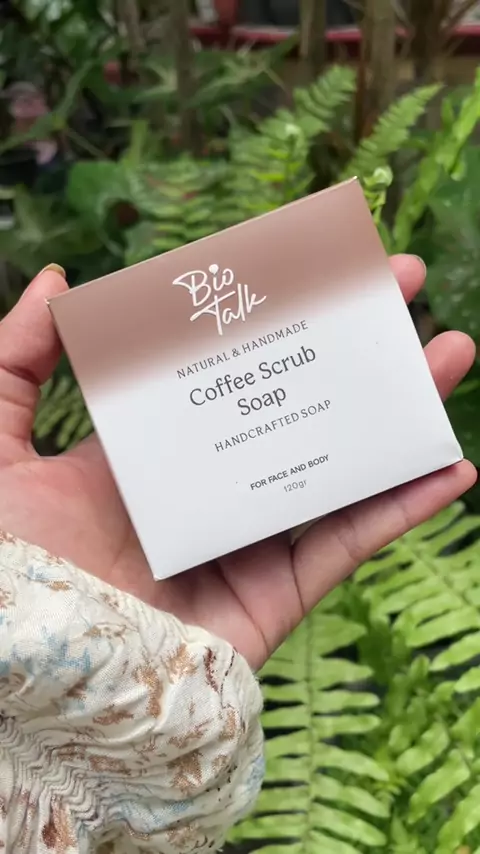 Bio
Talk
NATURAL & HANDMADE
Coffee Scrub
Soap
HANDCRAFTED SOAP
FOR FACE AND BODY
120gr